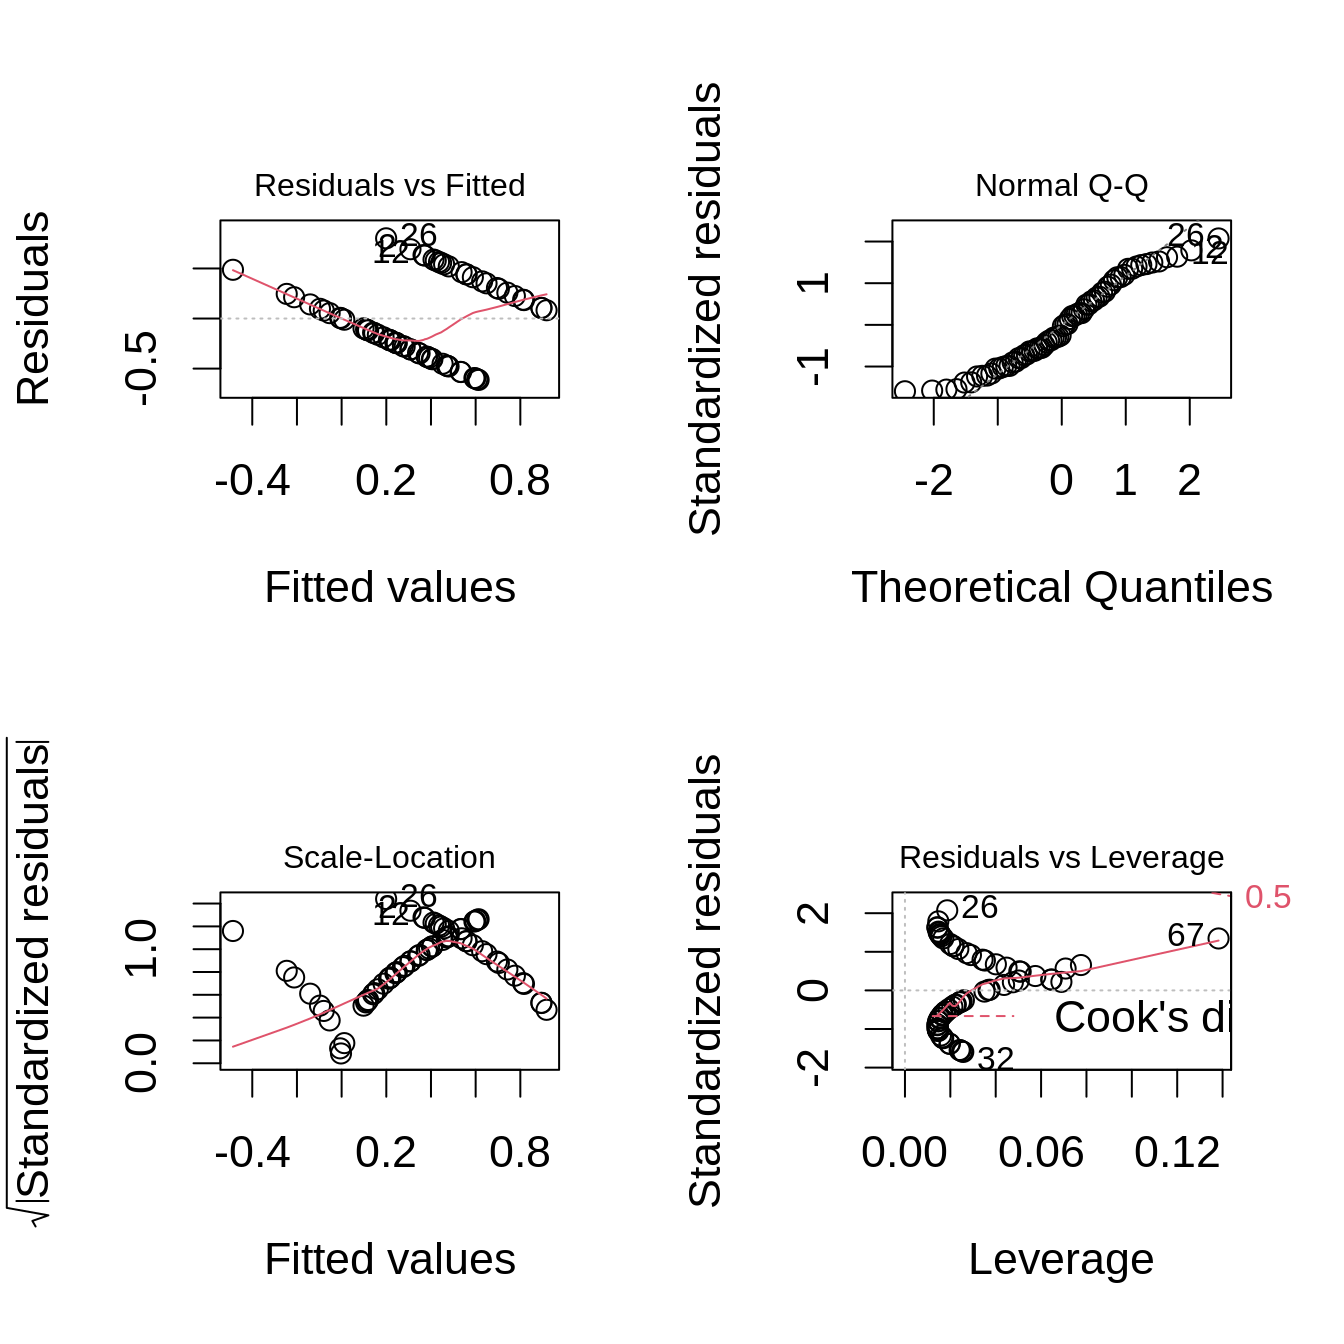 Residuals vs Fitted
Residuals
-0.5
26
12
-0.4 0.2 0.8
Fitted values
Normal Q-Q
Standardized residuals
-1 1
26
12
-2 0 1 2
Theoretical Quantiles
Scale-Location
√|Standardized residuals|
0.0 1.0
26
12
-0.4 0.2 0.8
Fitted values
Residuals vs Leverage
Standardized residuals
-2 0 2
0.5
26
67
Cook's di
32
0.00 0.06 0.12
Leverage